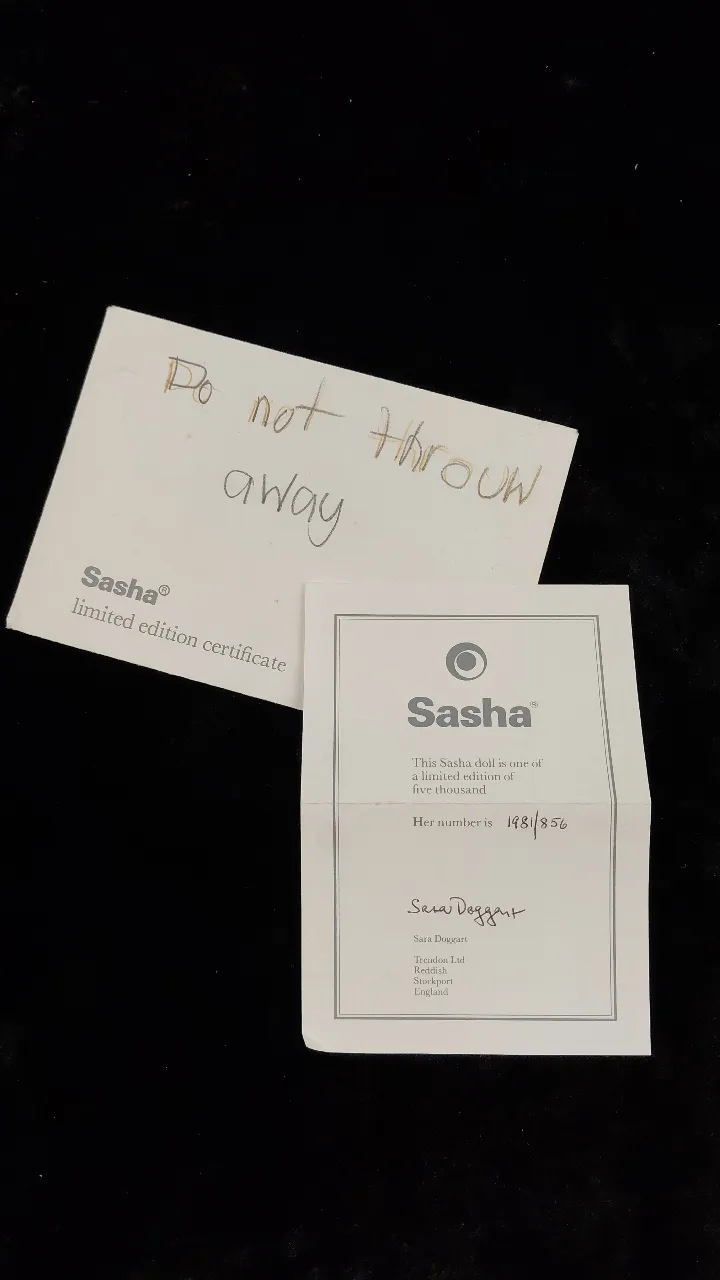 Do not throuw
away
Sasha®
limited edition certificate
Sasha®
This Sasha doll is one of
a limited edition of
five thousand
Her number is 1981/856
Sara Doggart
Sara Doggart
Trendon Ltd
Reddish
Stockport
England